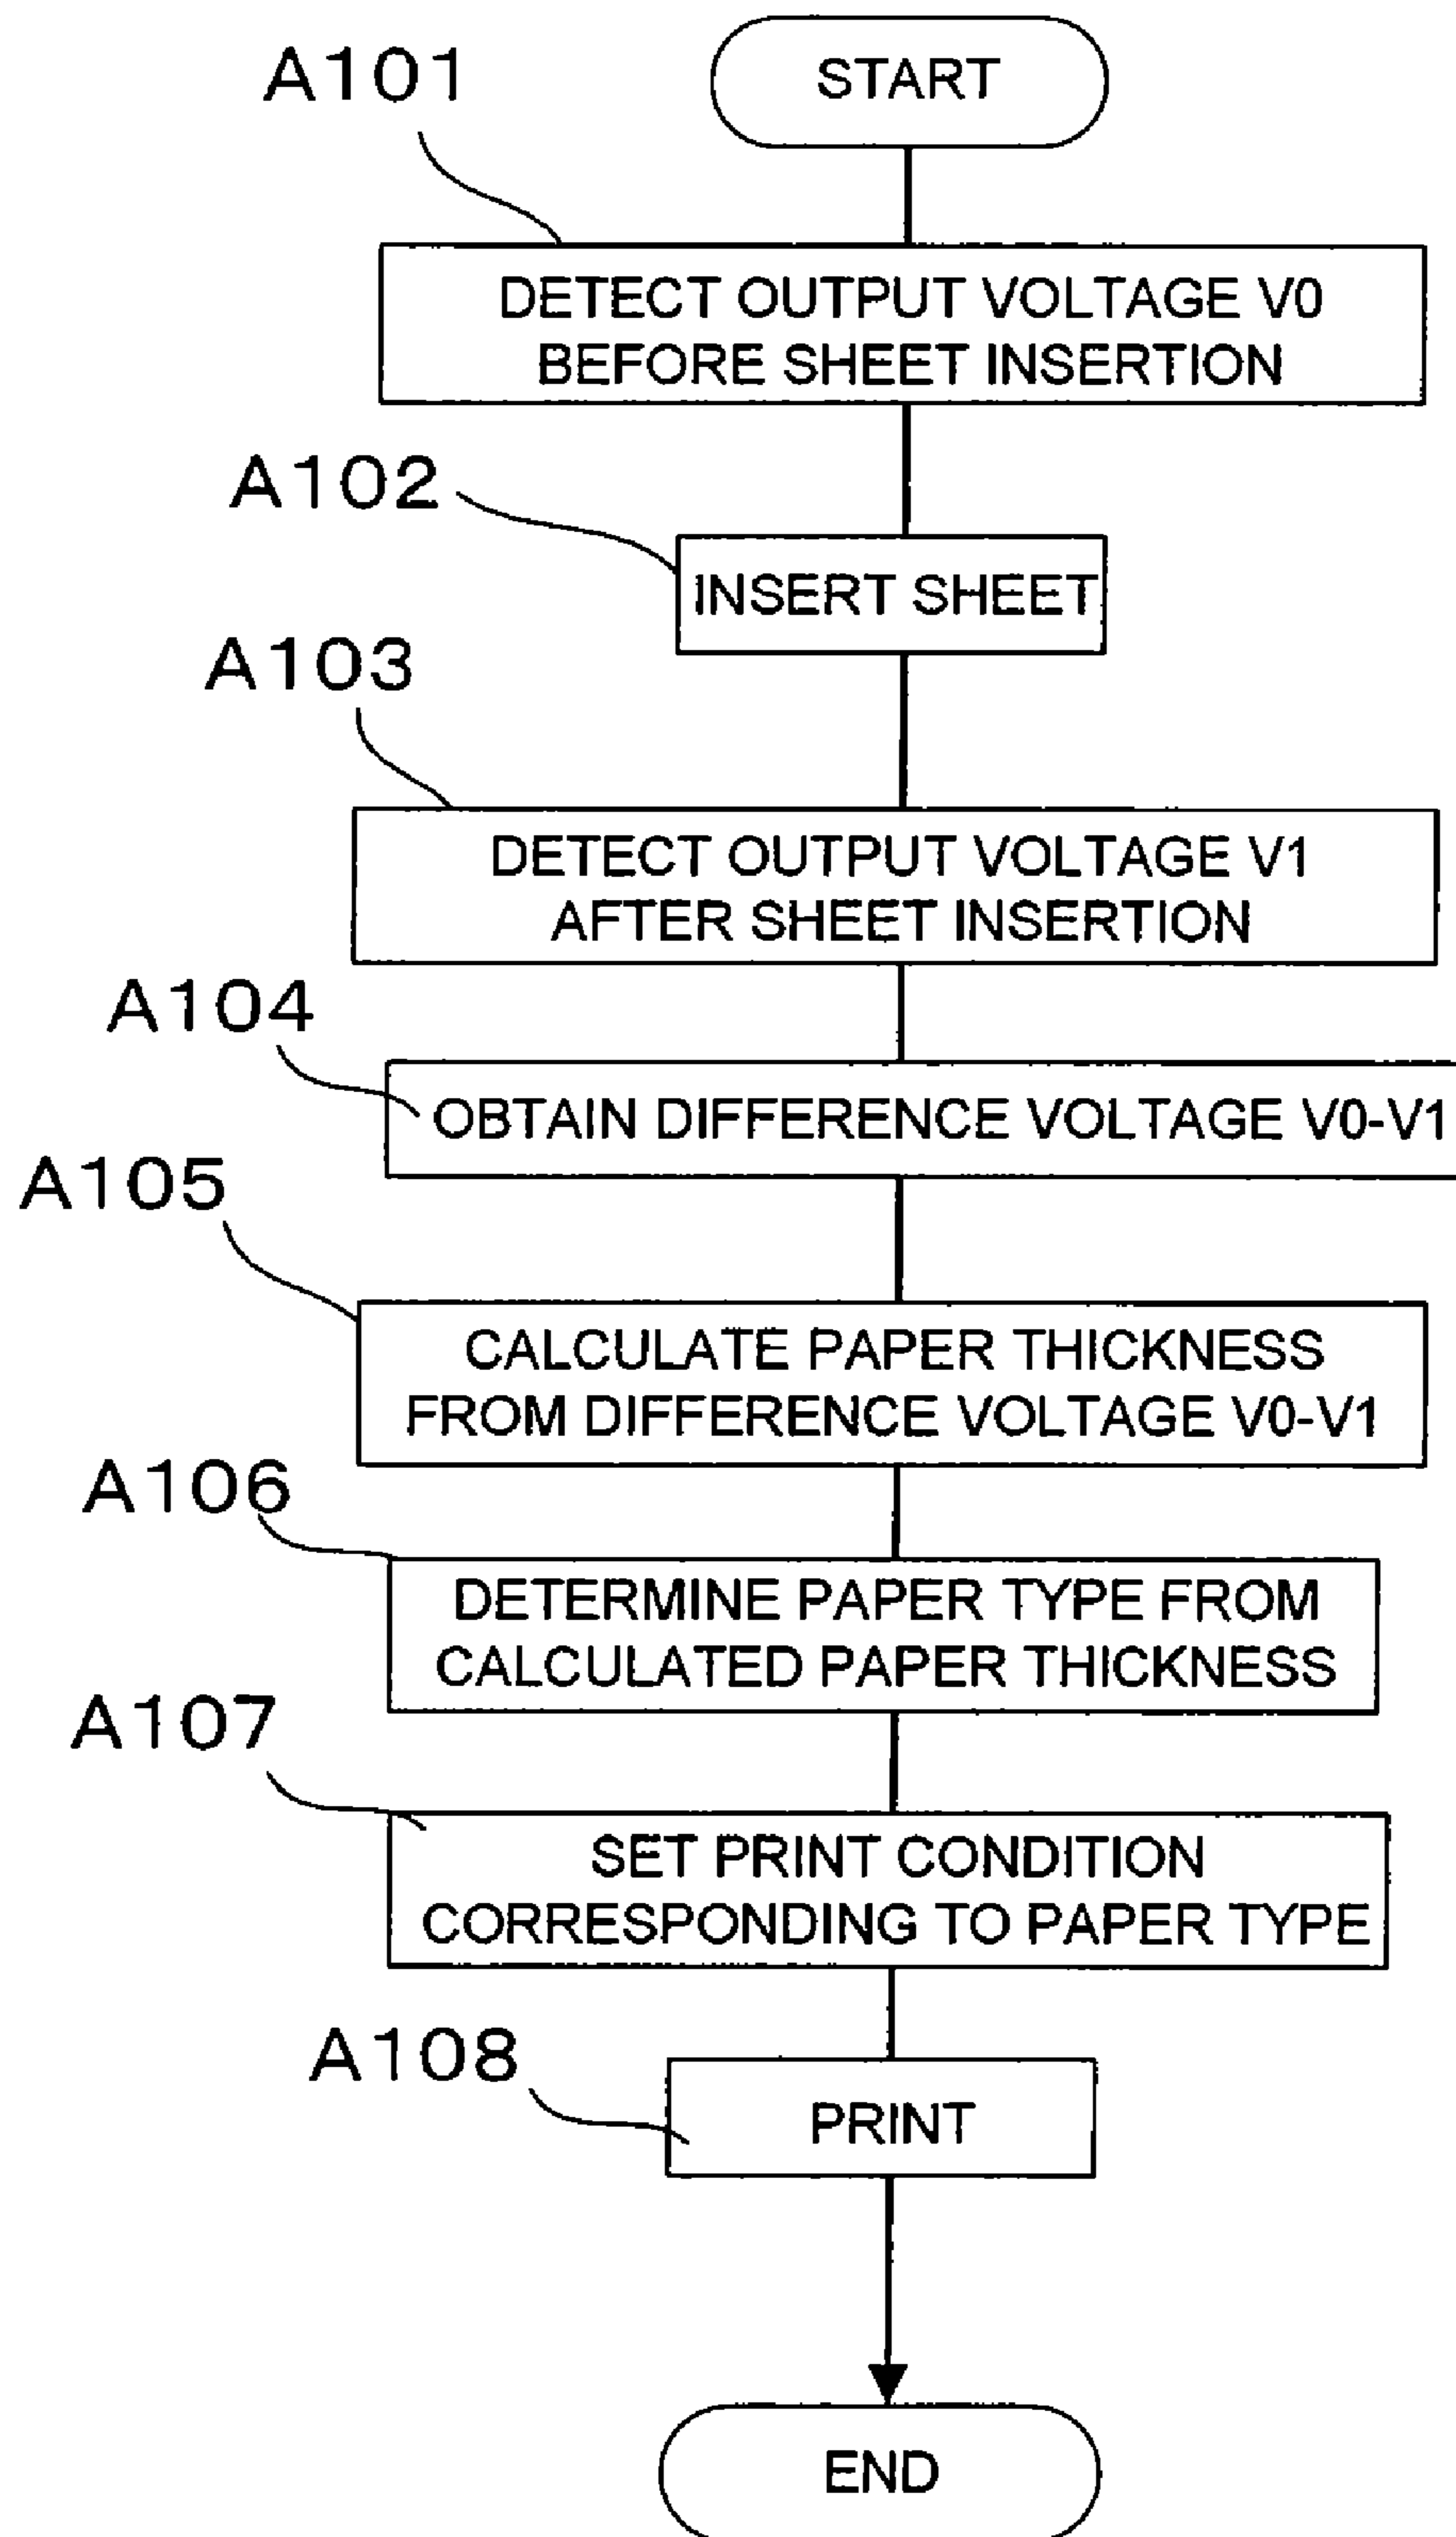 START
A101
DETECT OUTPUT VOLTAGE V0
BEFORE SHEET INSERTION
A102
INSERT SHEET
A103
DETECT OUTPUT VOLTAGE V1
AFTER SHEET INSERTION
A104
OBTAIN DIFFERENCE VOLTAGE V0-V1
A105
CALCULATE PAPER THICKNESS
FROM DIFFERENCE VOLTAGE V0-V1
A106
DETERMINE PAPER TYPE FROM
CALCULATED PAPER THICKNESS
A107
SET PRINT CONDITION
CORRESPONDING TO PAPER TYPE
A108
PRINT
END